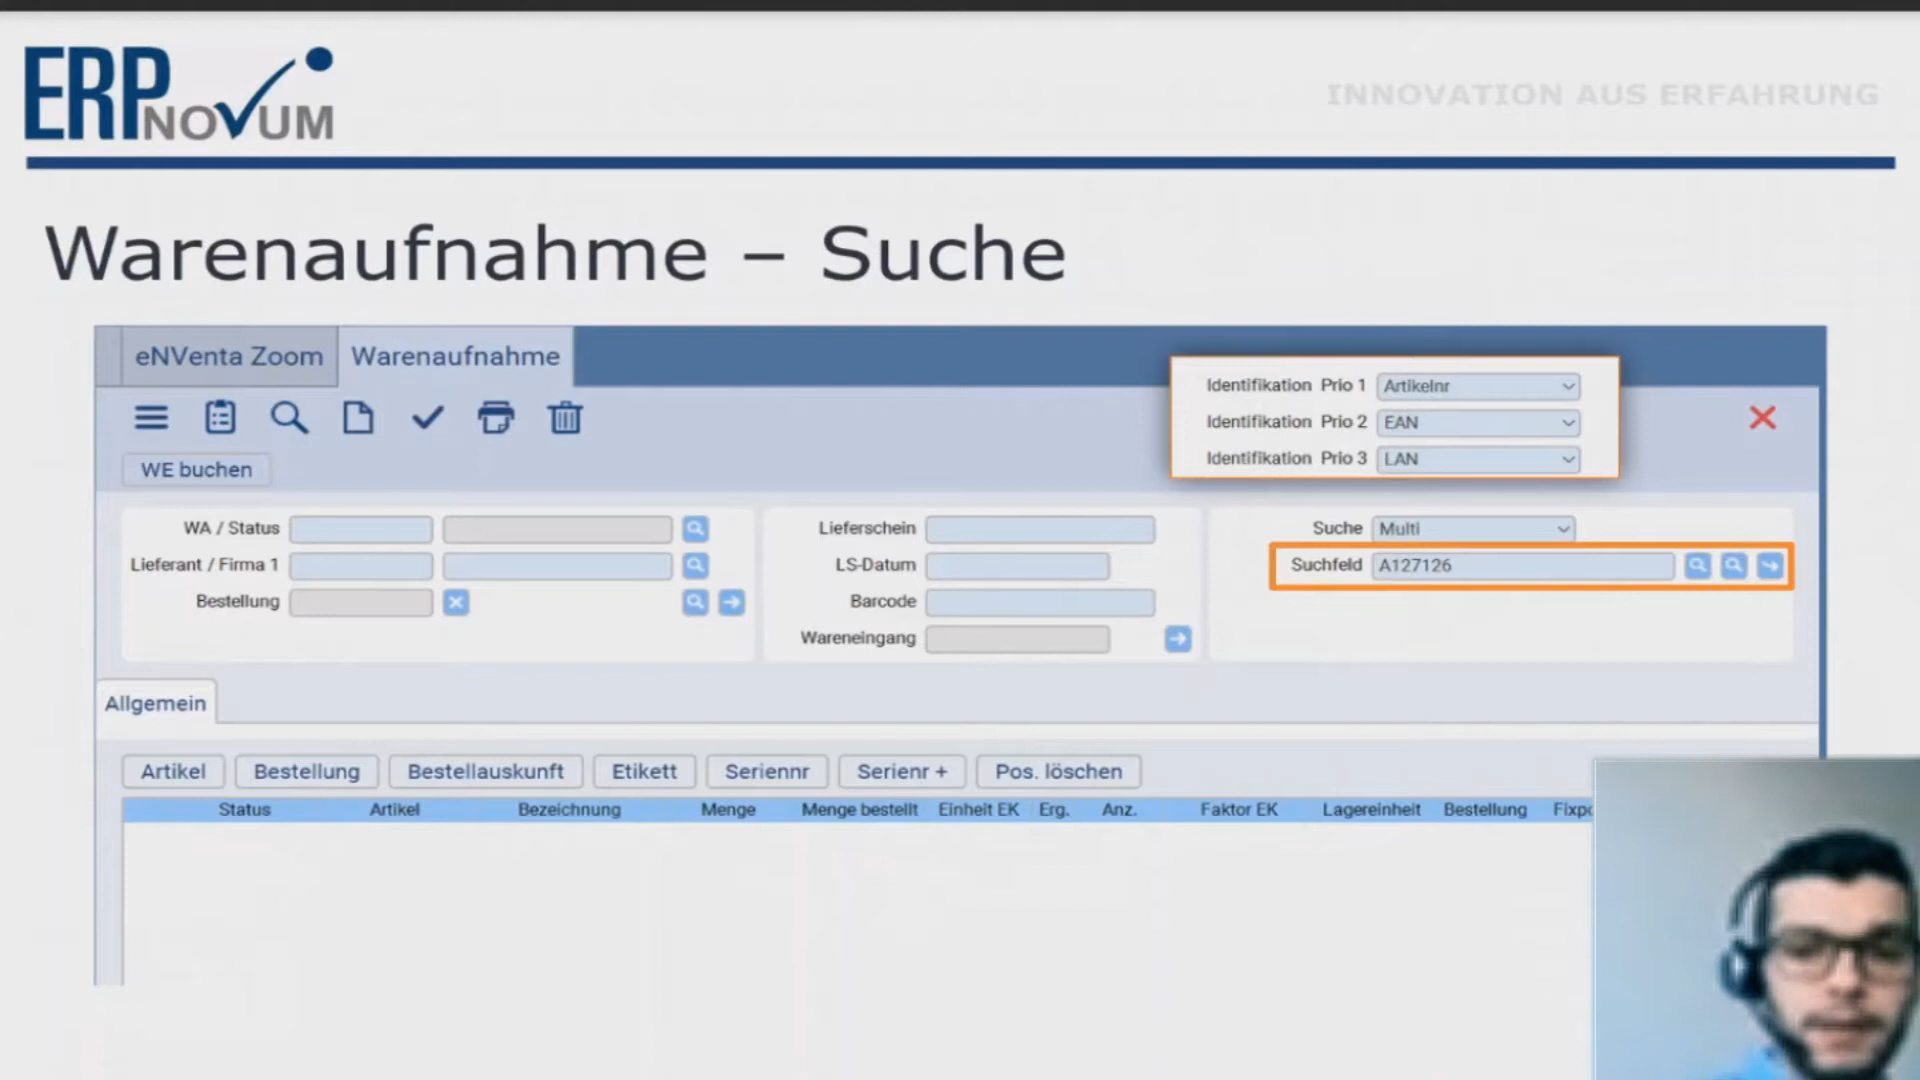 ERP NOVUM
INNOVATION AUS ERFAHRUNG
Warenaufnahme – Suche
eNVenta Zoom Warenaufnahme
Identifikation Prio 1 Artikelnr
Identifikation Prio 2 EAN
Identifikation Prio 3 LAN
WE buchen
WA / Status
Lieferant / Firma 1
Bestellung
Lieferschein
LS-Datum
Barcode
Wareneingang
Suche Multi
Suchfeld A127126
Allgemein
Artikel Bestellung Bestellauskunft Etikett Seriennr Serienr + Pos. löschen
Status Artikel Bezeichnung Menge Menge bestellt Einheit EK Erg. Anz. Faktor EK Lagereinheit Bestellung